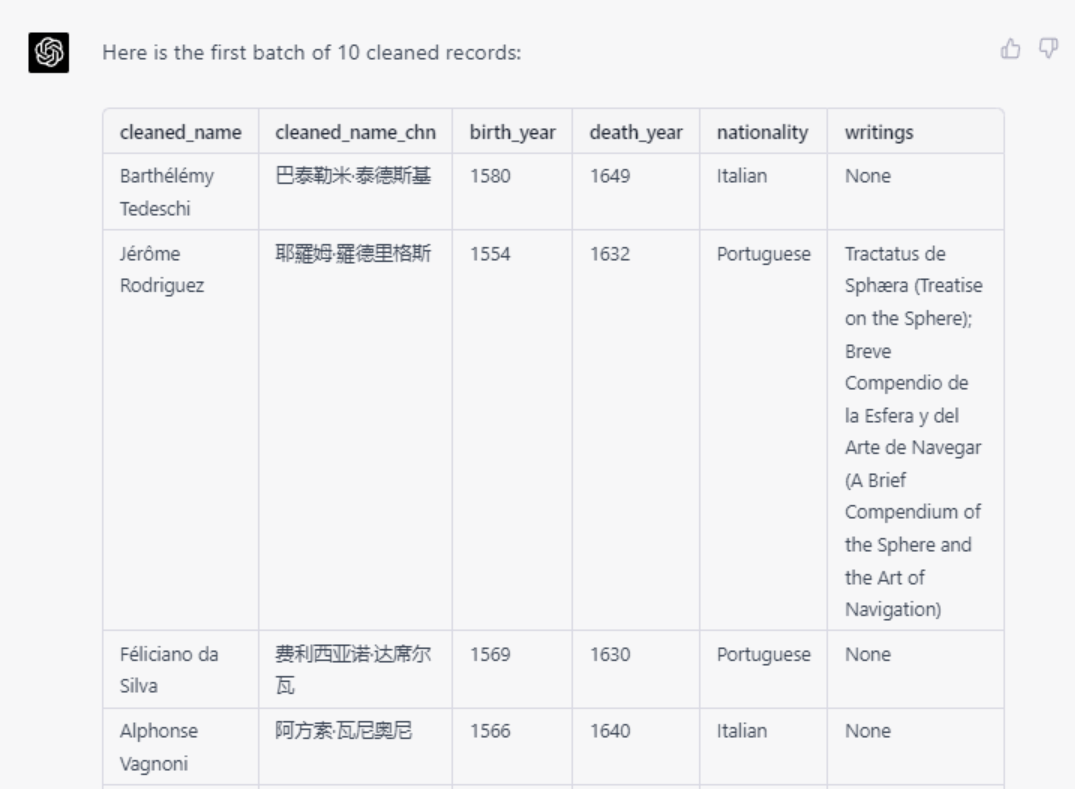 Here is the first batch of 10 cleaned records:
cleaned_name cleaned_name_chn birth_year death_year nationality writings
Barthélémy 巴泰勒米·泰德斯基 1580 1649 Italian None
Tedeschi
Jérôme 耶羅姆·羅德里格斯 1554 1632 Portuguese Tractatus de
Rodriguez Sphæra (Treatise
on the Sphere);
Breve
Compendio de
la Esfera y del
Arte de Navegar
(A Brief
Compendium of
the Sphere and
the Art of
Navigation)
Féliciano da 费利西亚诺·达席尔 1569 1630 Portuguese None
Silva 瓦
Alphonse 阿方索·瓦尼奥尼 1566 1640 Italian None
Vagnoni